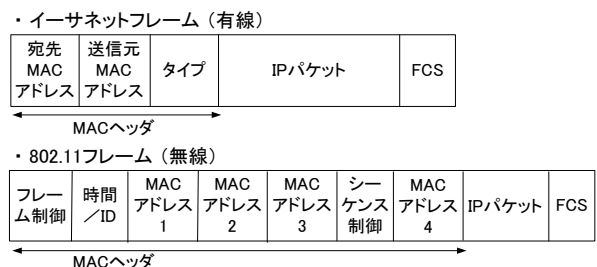 ・イーサネットフレーム（有線）
宛先
MAC
アドレス
送信元
MAC
アドレス
タイプ
IPパケット
FCS
MACヘッダ
・802.11フレーム（無線）
フレー
ム制御
時間
／ID
MAC
アドレス
1
MAC
アドレス
2
MAC
アドレス
3
シー
ケンス
制御
MAC
アドレス
4
IPパケット
FCS
MACヘッダ